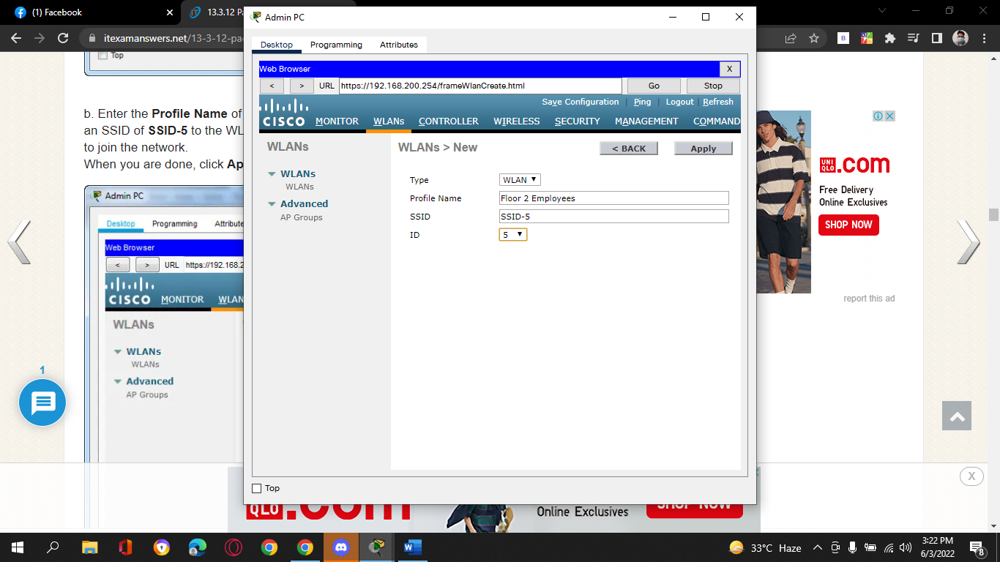 (1) Facebook
13.3.12 Pa
Admin PC
itexamanswers.net/13-3-12-pa
Desktop Programming Attributes
Top
Web Browser X
< > URL https://192.168.200.254/frameWlanCreate.html Go Stop
Save Configuration Ping Logout Refresh
CISCO MONITOR WLANs CONTROLLER WIRELESS SECURITY MANAGEMENT COMMAND
WLANs
WLANs
WLANs
Advanced
AP Groups
WLANs > New < BACK Apply
Type WLAN
Profile Name Floor 2 Employees
SSID SSID-5
ID 5
Top
b. Enter the Profile Name of
an SSID of SSID-5 to the WL
to join the network.
When you are done, click Ap
Admin PC
Desktop Programming Attribute
Web Browser
< > URL https://192.168.2
CISCO MONITOR WLAN
WLANs
WLANs
WLANs
Advanced
AP Groups
1
UNI
QLO .com
Free Delivery
Online Exclusives
SHOP NOW
report this ad
X
QLO .com
Online Exclusives
SHOP NOW
33°C Haze
3:22 PM
6/3/2022
8